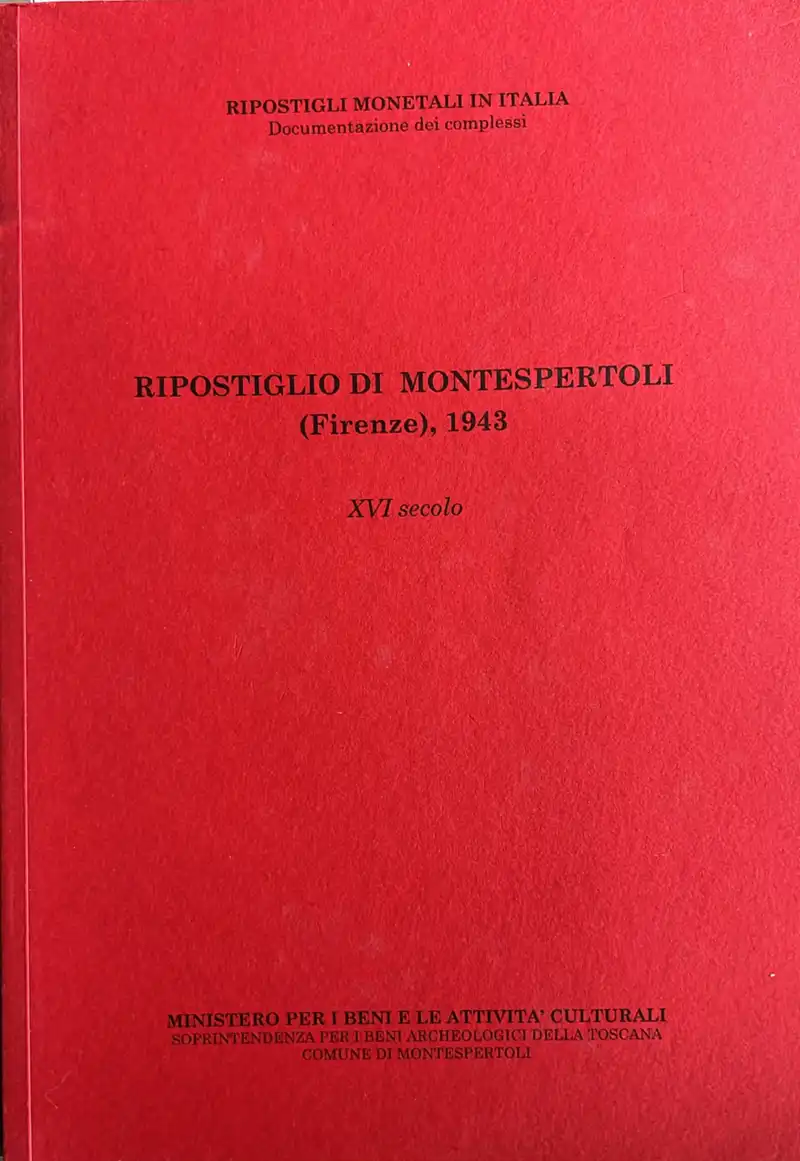 RIPOSTIGLI MONETALI IN ITALIA
Documentazione dei complessi
RIPOSTIGLIO DI MONTESPERTOLI
(Firenze), 1943
XVI secolo
MINISTERO PER I BENI E LE ATTIVITA' CULTURALI
SOPRINTENDENZA PER I BENI ARCHEOLOGICI DELLA TOSCANA
COMUNE DI MONTESPERTOLI